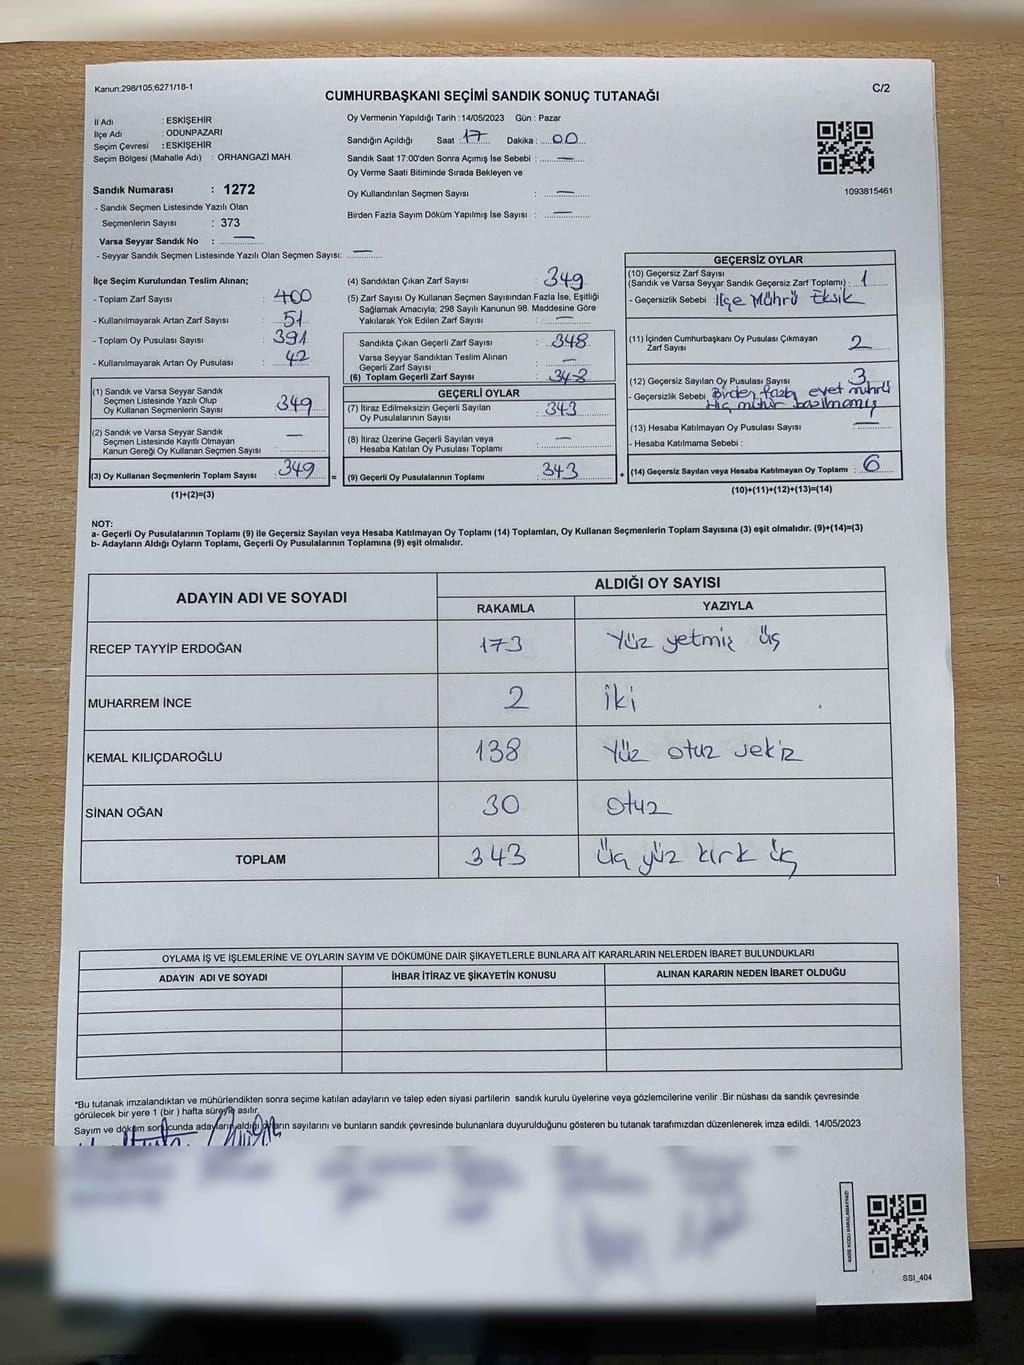 Kanun;298/105;6271/18-1
C/2
CUMHURBAŞKANI SEÇİMİ SANDIK SONUÇ TUTANAĞI
İl Adı : ESKİŞEHİR
İlçe Adı : ODUNPAZARI
Seçim Çevresi : ESKİŞEHİR
Seçim Bölgesi (Mahalle Adı) : ORHANGAZİ MAH.
Sandık Numarası : 1272
- Sandık Seçmen Listesinde Yazılı Olan
Seçmenlerin Sayısı : 373
Varsa Seyyar Sandık No : —
- Seyyar Sandık Seçmen Listesinde Yazılı Olan Seçmen Sayısı: —
Oy Vermenin Yapıldığı Tarih : 14/05/2023 Gün : Pazar
Sandığın Açıldığı Saat : 17 Dakika : 00
Sandık Saat 17:00'den Sonra Açımış İse Sebebi : —
Oy Verme Saati Bitiminde Sırada Bekleyen ve
Oy Kullandırılan Seçmen Sayısı : —
Birden Fazla Sayım Döküm Yapılmış İse Sayısı : —
1093815461
İlçe Seçim Kurulundan Teslim Alınan;
- Toplam Zarf Sayısı : 400
- Kullanılmayarak Artan Zarf Sayısı : 51
- Toplam Oy Pusulası Sayısı : 391
- Kullanılmayarak Artan Oy Pusulası : 42
(1) Sandık ve Varsa Seyyar Sandık
Seçmen Listesinde Yazılı Olup
Oy Kullanan Seçmenlerin Sayısı : 349
(2) Sandık ve Varsa Seyyar Sandık
Seçmen Listesinde Kayıtlı Olmayan
Kanun Gereği Oy Kullanan Seçmen Sayısı : —
(3) Oy Kullanan Seçmenlerin Toplam Sayısı : 349
(1)+(2)=(3)
(4) Sandıktan Çıkan Zarf Sayısı : 349
(5) Zarf Sayısı Oy Kullanan Seçmen Sayısından Fazla İse, Eşitliği
Sağlamak Amacıyla; 298 Sayılı Kanunun 98. Maddesine Göre
Yakılarak Yok Edilen Zarf Sayısı : —
Sandıkta Çıkan Geçerli Zarf Sayısı : 348
Varsa Seyyar Sandıktan Teslim Alınan
Geçerli Zarf Sayısı : —
(6) Toplam Geçerli Zarf Sayısı : 348
GEÇERLİ OYLAR
(7) İtiraz Edilmeksizin Geçerli Sayılan
Oy Pusulalarının Sayısı : 343
(8) İtiraz Üzerine Geçerli Sayılan veya
Hesaba Katılan Oy Pusulası Toplamı : —
= (9) Geçerli Oy Pusulalarının Toplamı : 343 +
GEÇERSİZ OYLAR
(10) Geçersiz Zarf Sayısı
(Sandık ve Varsa Seyyar Sandık Geçersiz Zarf Toplamı) : 1
- Geçersizlik Sebebi : İlçe Mührü Eksik
(11) İçinden Cumhurbaşkanı Oy Pusulası Çıkmayan
Zarf Sayısı : 2
(12) Geçersiz Sayılan Oy Pusulası Sayısı : 3
- Geçersizlik Sebebi : Birden fazla evet mührü
Hiç mühür basılmamış
(13) Hesaba Katılmayan Oy Pusulası Sayısı : —
- Hesaba Katılmama Sebebi :
(14) Geçersiz Sayılan veya Hesaba Katılmayan Oy Toplamı : 6
(10)+(11)+(12)+(13)=(14)
NOT:
a- Geçerli Oy Pusulalarının Toplamı (9) ile Geçersiz Sayılan veya Hesaba Katılmayan Oy Toplamı (14) Toplamları, Oy Kullanan Seçmenlerin Toplam Sayısına (3) eşit olmalıdır. (9)+(14)=(3)
b- Adayların Aldığı Oyların Toplamı, Geçerli Oy Pusulalarının Toplamına (9) eşit olmalıdır.
ADAYIN ADI VE SOYADI ALDIĞI OY SAYISI
RAKAMLA YAZIYLA
RECEP TAYYİP ERDOĞAN 173 Yüz yetmiş üç
MUHARREM İNCE 2 iki
KEMAL KILIÇDAROĞLU 138 Yüz otuz sekiz
SİNAN OĞAN 30 otuz
TOPLAM 343 Üç yüz kırk üç
OYLAMA İŞ VE İŞLEMLERİNE VE OYLARIN SAYIM VE DÖKÜMÜNE DAİR ŞİKAYETLERLE BUNLARA AİT KARARLARIN NELERDEN İBARET BULUNDUKLARI
ADAYIN ADI VE SOYADI İHBAR İTİRAZ VE ŞİKAYETİN KONUSU ALINAN KARARIN NEDEN İBARET OLDUĞU
*Bu tutanak imzalandıktan ve mühürlendikten sonra seçime katılan adayların ve talep eden siyasi partilerin sandık kurulu üyelerine veya gözlemcilerine verilir .Bir nüshası da sandık çevresinde
görülecek bir yere 1 (bir ) hafta süreyle asılır.
Sayım ve döküm sonucunda adayların aldığı oyların sayılarını ve bunların sandık çevresinde bulunanlara duyurulduğunu gösteren bu tutanak tarafımızdan düzenlenerek imza edildi. 14/05/2023
KARE KODU KARALAMAYINIZ!
SSI_404